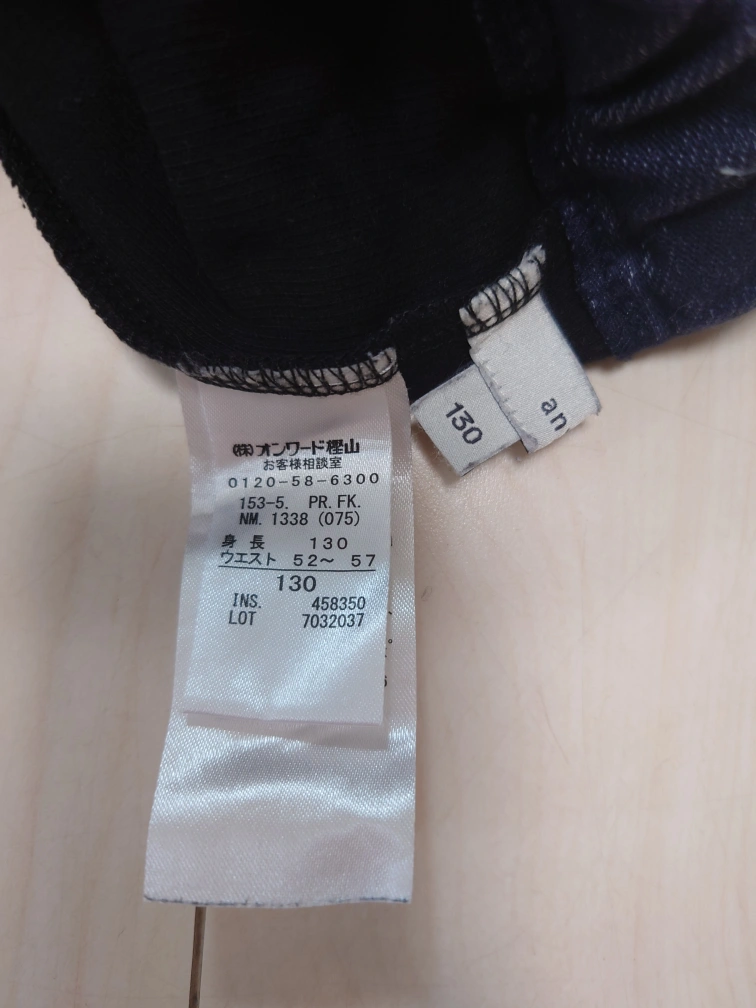 (株)オンワード樫山
お客様相談室
0120-58-6300
153-5. PR.FK.
NM. 1338 (075)
身長 130
ウエスト 52～ 57
130
INS. 458350
LOT 7032037
130
an